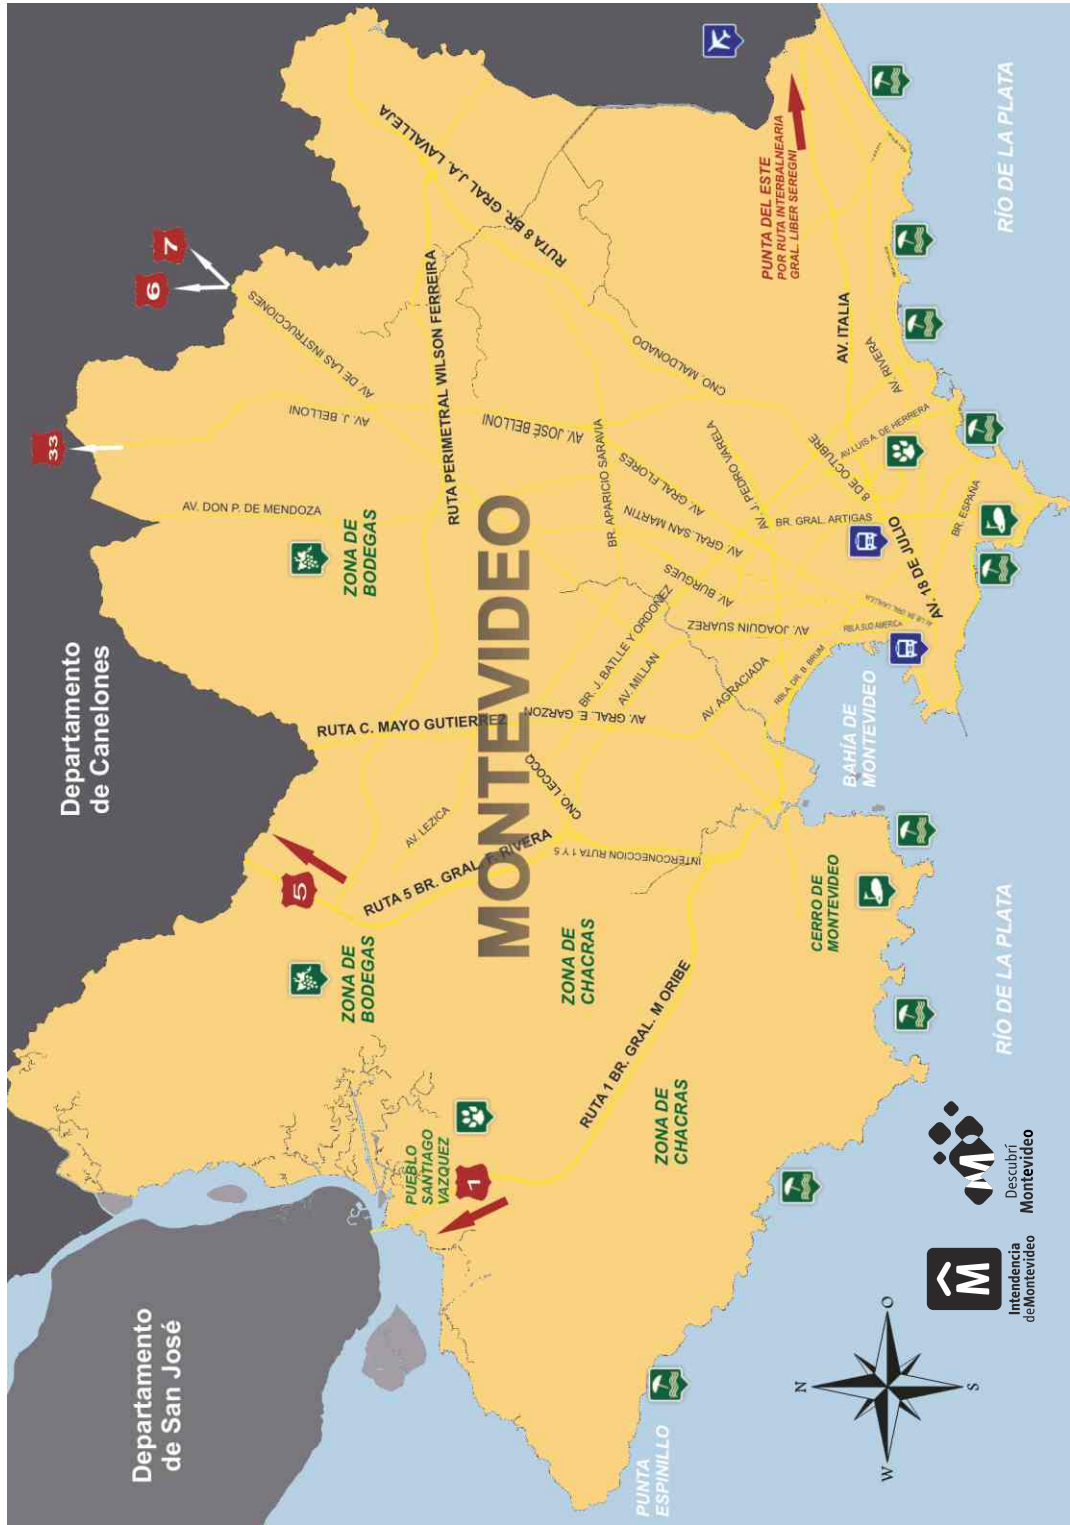 Departamento
de San José
Departamento
de Canelones
MONTEVIDEO
33
6
7
5
1
AV. DON P. DE MENDOZA
AV. J. BELLONI
AV. DE LAS INSTRUCCIONES
RUTA 8 BR. GRAL J.A. LAVALLEJA
RUTA PERIMETRAL WILSON FERREIRA
ZONA DE
BODEGAS
ZONA DE
BODEGAS
RUTA C. MAYO GUTIERREZ
AV. LEZICA
RUTA 5 BR. GRAL. F. RIVERA
CNO. LECOCQ
AV. GRAL. E. GARZON
AV. JOSÉ BELLONI
BR. APARICIO SARAVIA
CNO. MALDONADO
AV. GRAL FLORES
AV. GRAL SAN MARTIN
AV. J. PEDRO VARELA
AV. BURGUES
BR. J. BATLLE Y ORDOÑEZ
AV. MILLAN
AV. JOAQUIN SUAREZ
AV. AGRACIADA
INTERCONECCION RUTA 1 Y 5
ZONA DE
CHACRAS
PUEBLO
SANTIAGO
VAZQUEZ
RUTA 1 BR. GRAL. M ORIBE
ZONA DE
CHACRAS
CERRO DE
MONTEVIDEO
BAHÍA DE
MONTEVIDEO
RBLA. DR. B. BRUM
RBLA.SUD AMERICA
BR. GRAL. ARTIGAS
8 DE OCTUBRE
AV.LUIS A. DE HERRERA
AV. 18 DE JULIO
BR. ESPAÑA
AV. ITALIA
AV. RIVERA
PUNTA DEL ESTE
POR RUTA INTERBALNEARIA
GRAL. LIBER SEREGNI
RÍO DE LA PLATA
RÍO DE LA PLATA
PUNTA
ESPINILLO
N
O
S
W
Intendencia
deMontevideo
Descubrí
Montevideo